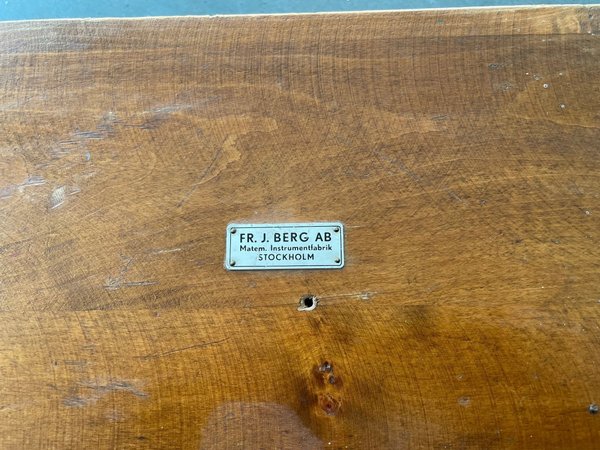 FR. J. BERG AB
Matem. Instrumentfabrik
STOCKHOLM